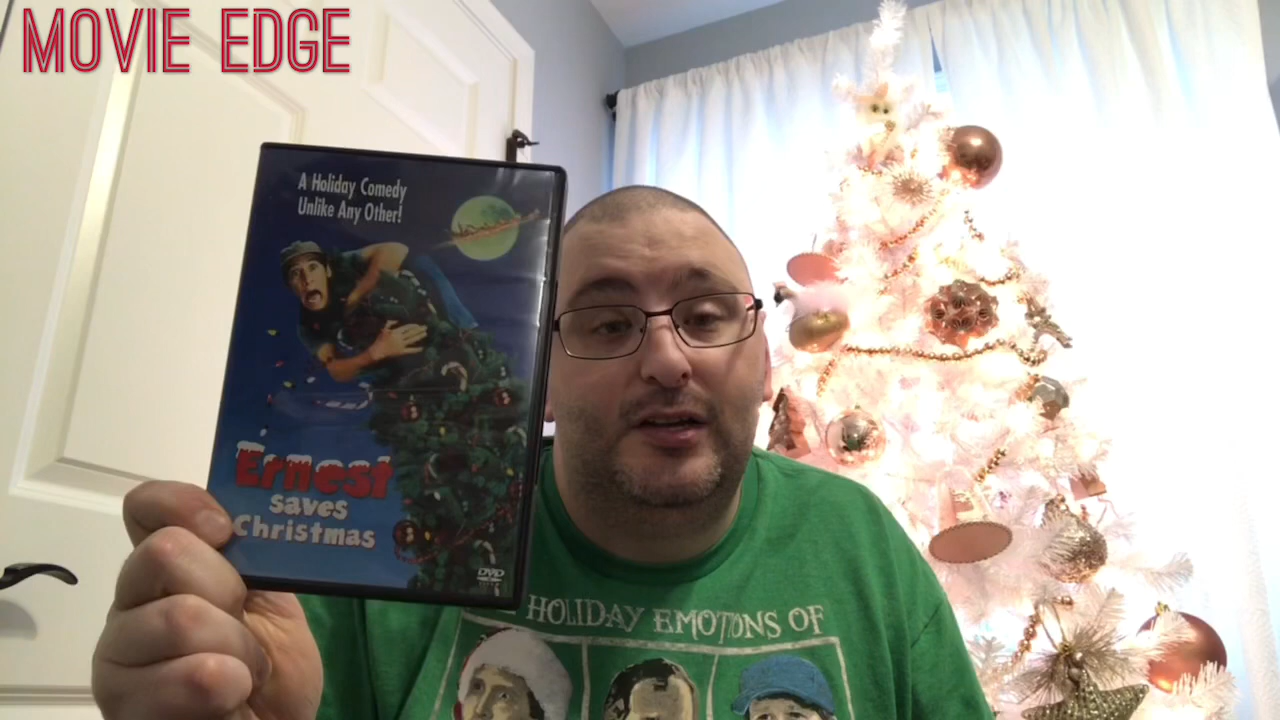 MOVIE EDGE
A Holiday Comedy
Unlike Any Other!
Ernest
saves
Christmas
DVD
HOLIDAY EMOTIONS OF